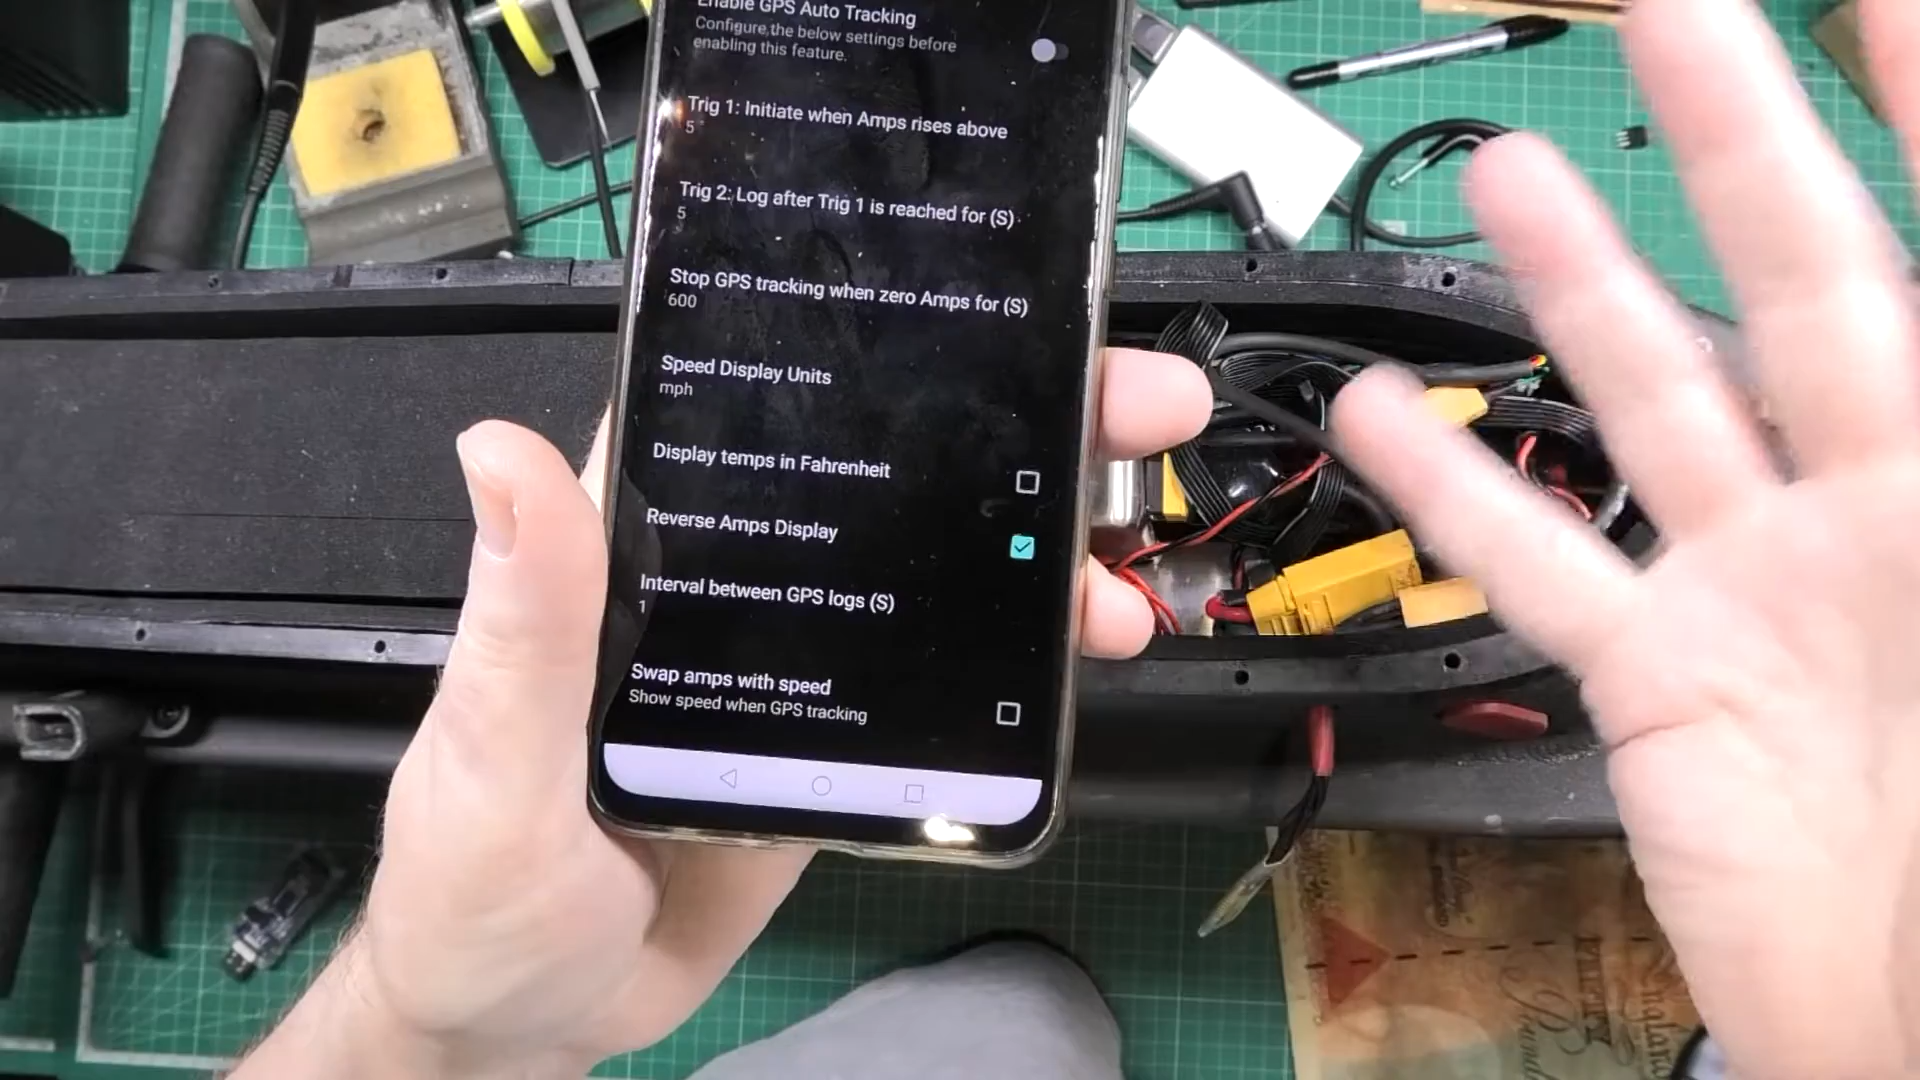 Enable GPS Auto Tracking
Configure the below settings before
enabling this feature.
Trig 1: Initiate when Amps rises above
5
Trig 2: Log after Trig 1 is reached for (S)
5
Stop GPS tracking when zero Amps for (S)
600
Speed Display Units
mph
Display temps in Fahrenheit
Reverse Amps Display
Interval between GPS logs (S)
1
Swap amps with speed
Show speed when GPS tracking